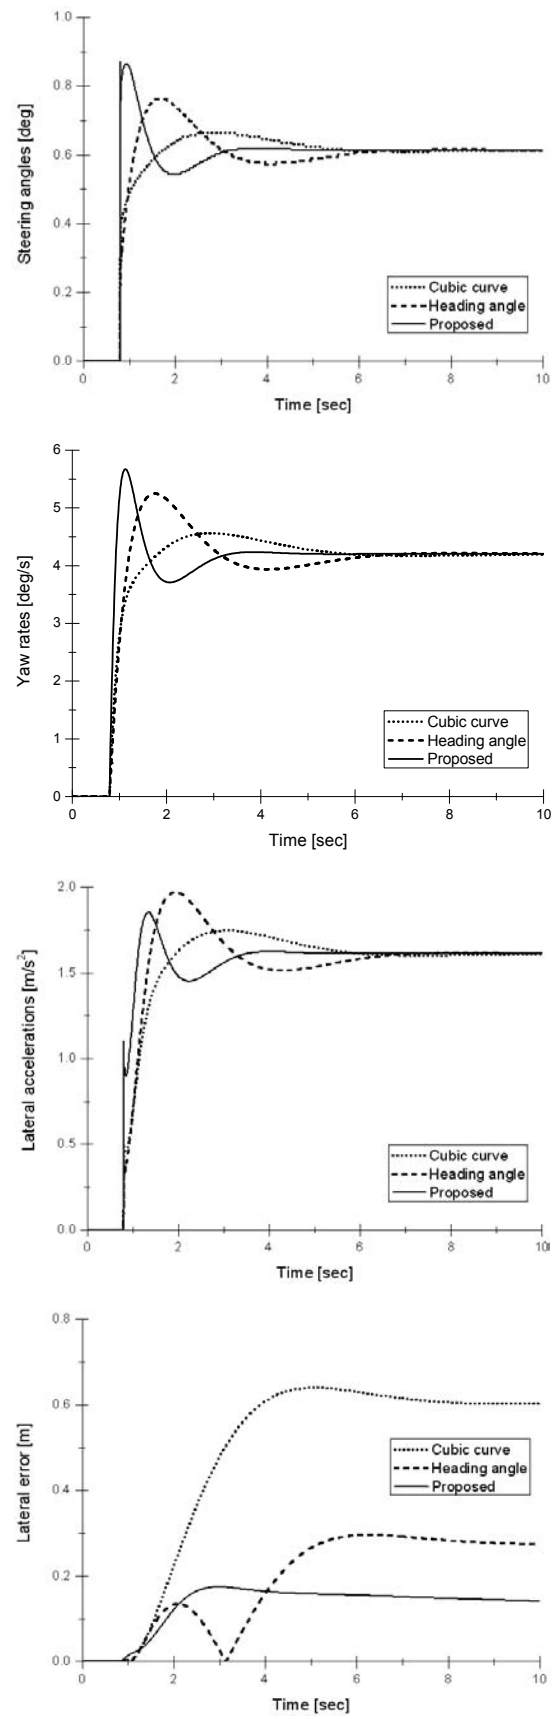 1.0
0.8
0.6
0.4
0.2
0.0
Steering angles [deg]
Cubic curve
Heading angle
Proposed
0 2 4 6 8 10
Time [sec]
6
5
4
3
2
1
0
Yaw rates [deg/s]
Cubic curve
Heading angle
Proposed
0 2 4 6 8 10
Time [sec]
2.0
1.5
1.0
0.5
0.0
Lateral accelerations [m/s²]
Cubic curve
Heading angle
Proposed
0 2 4 6 8 10
Time [sec]
0.8
0.6
0.4
0.2
0.0
Lateral error [m]
Cubic curve
Heading angle
Proposed
0 2 4 6 8 10
Time [sec]